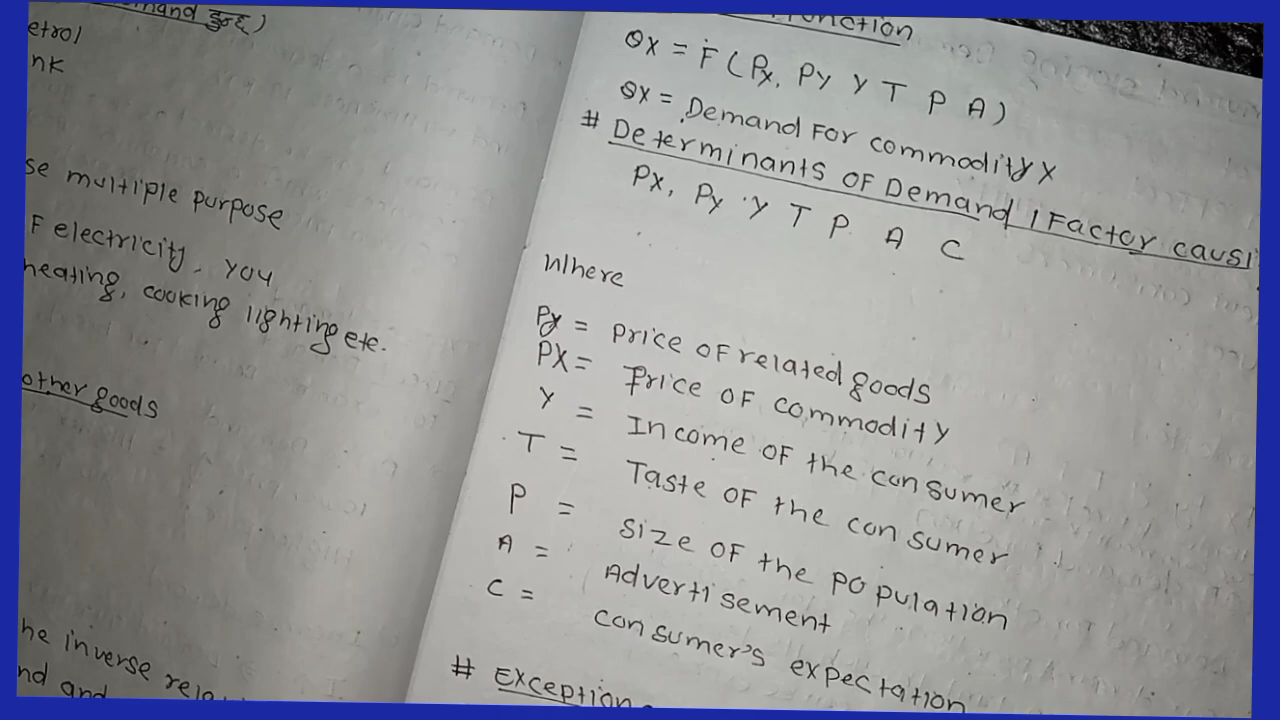 mand हुन्छ)
etrol
nk
se multiple purpose
F electricity, you
heating, cooking lighting etc.
other goods
he inverse rela
nd and
Function
QX = F (Px, Py Y T P A)
QX = Demand For commodity X
# Determinants OF Demand / Factor causi
PX, Py Y T P A C
Where
Py = Price OF related goods
PX = Price OF commodity
Y = Income OF the consumer
T = Taste OF the consumer
P = Size OF the population
A = Advertisement
C = consumer's expectation
# Exception